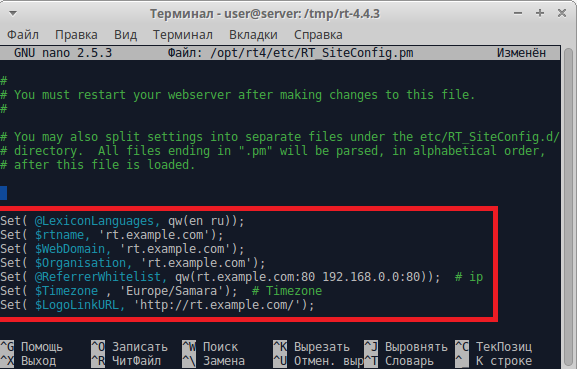 Терминал - user@server: /tmp/rt-4.4.3
Файл Правка Вид Терминал Вкладки Справка
GNU nano 2.5.3 Файл: /opt/rt4/etc/RT_SiteConfig.pm Изменён
#
# You must restart your webserver after making changes to this file.
#
# You may also split settings into separate files under the etc/RT_SiteConfig.d/
# directory.  All files ending in ".pm" will be parsed, in alphabetical order,
# after this file is loaded.
Set( @LexiconLanguages, qw(en ru));
Set( $rtname, 'rt.example.com');
Set( $WebDomain, 'rt.example.com');
Set( $Organisation, 'rt.example.com');
Set( @ReferrerWhitelist, qw(rt.example.com:80 192.168.0.0:80));  # ip
Set( $Timezone , 'Europe/Samara');  # Timezone
Set( $LogoLinkURL, 'http://rt.example.com/');
^G Помощь ^O Записать ^W Поиск ^K Вырезать ^J Выровнять ^C ТекПозиц
^X Выход ^R ЧитФайл ^\ Замена ^U Отмен. выр ^T Словарь ^_ К строке